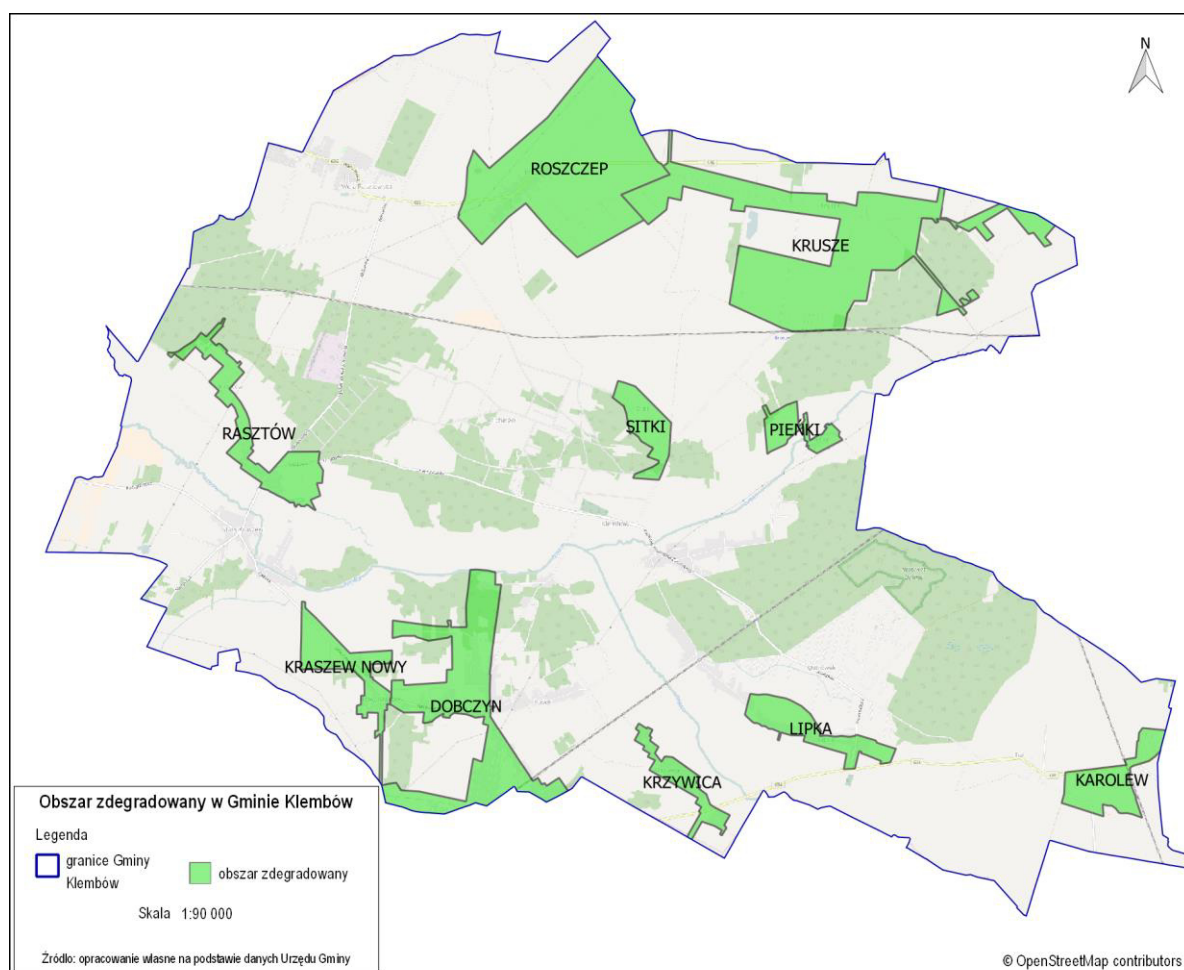 N
ROSZCZEP
KRUSZE
RASZTÓW
SITKI
PIEŃKI
KRASZEW NOWY
DOBCZYN
LIPKA
KRZYWICA
KAROLEW
Obszar zdegradowany w Gminie Klembów
Legenda
granice Gminy
Klembów
obszar zdegradowany
Skala 1:90 000
Źródło: opracowanie własne na podstawie danych Urzędu Gminy
© OpenStreetMap contributors